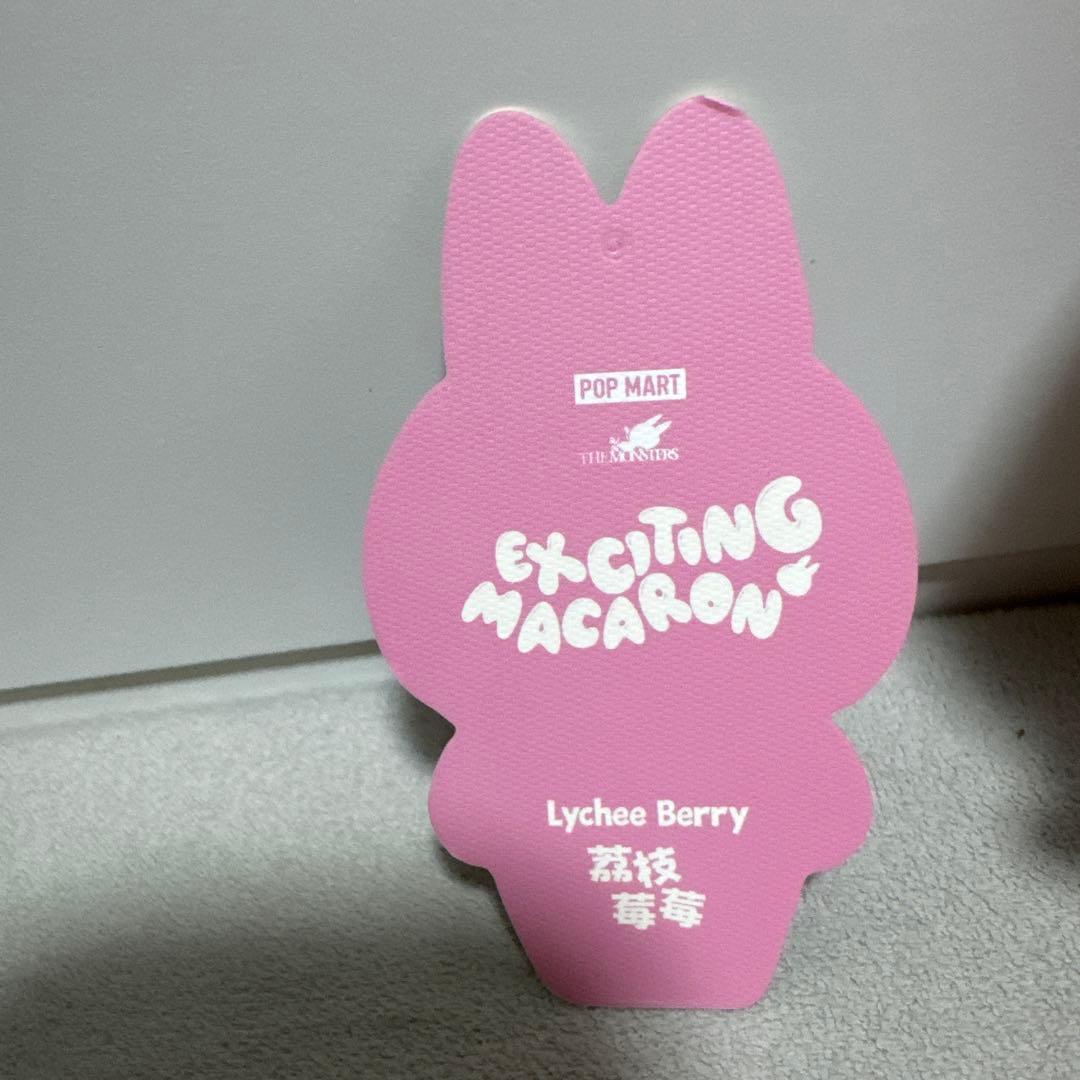 POP MART
THE MONSTERS
EXCITING
MACARON
Lychee Berry
荔枝
莓莓